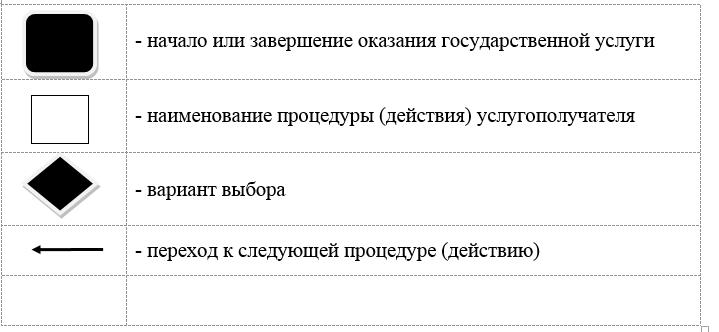 - начало или завершение оказания государственной услуги
- наименование процедуры (действия) услугополучателя
- вариант выбора
- переход к следующей процедуре (действию)